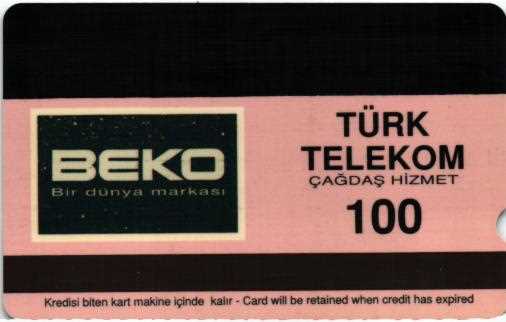 BEKO
Bir dünya markası
TÜRK
TELEKOM
ÇAĞDAŞ HİZMET
100
Kredisi biten kart makine içinde kalır - Card will be retained when credit has expired